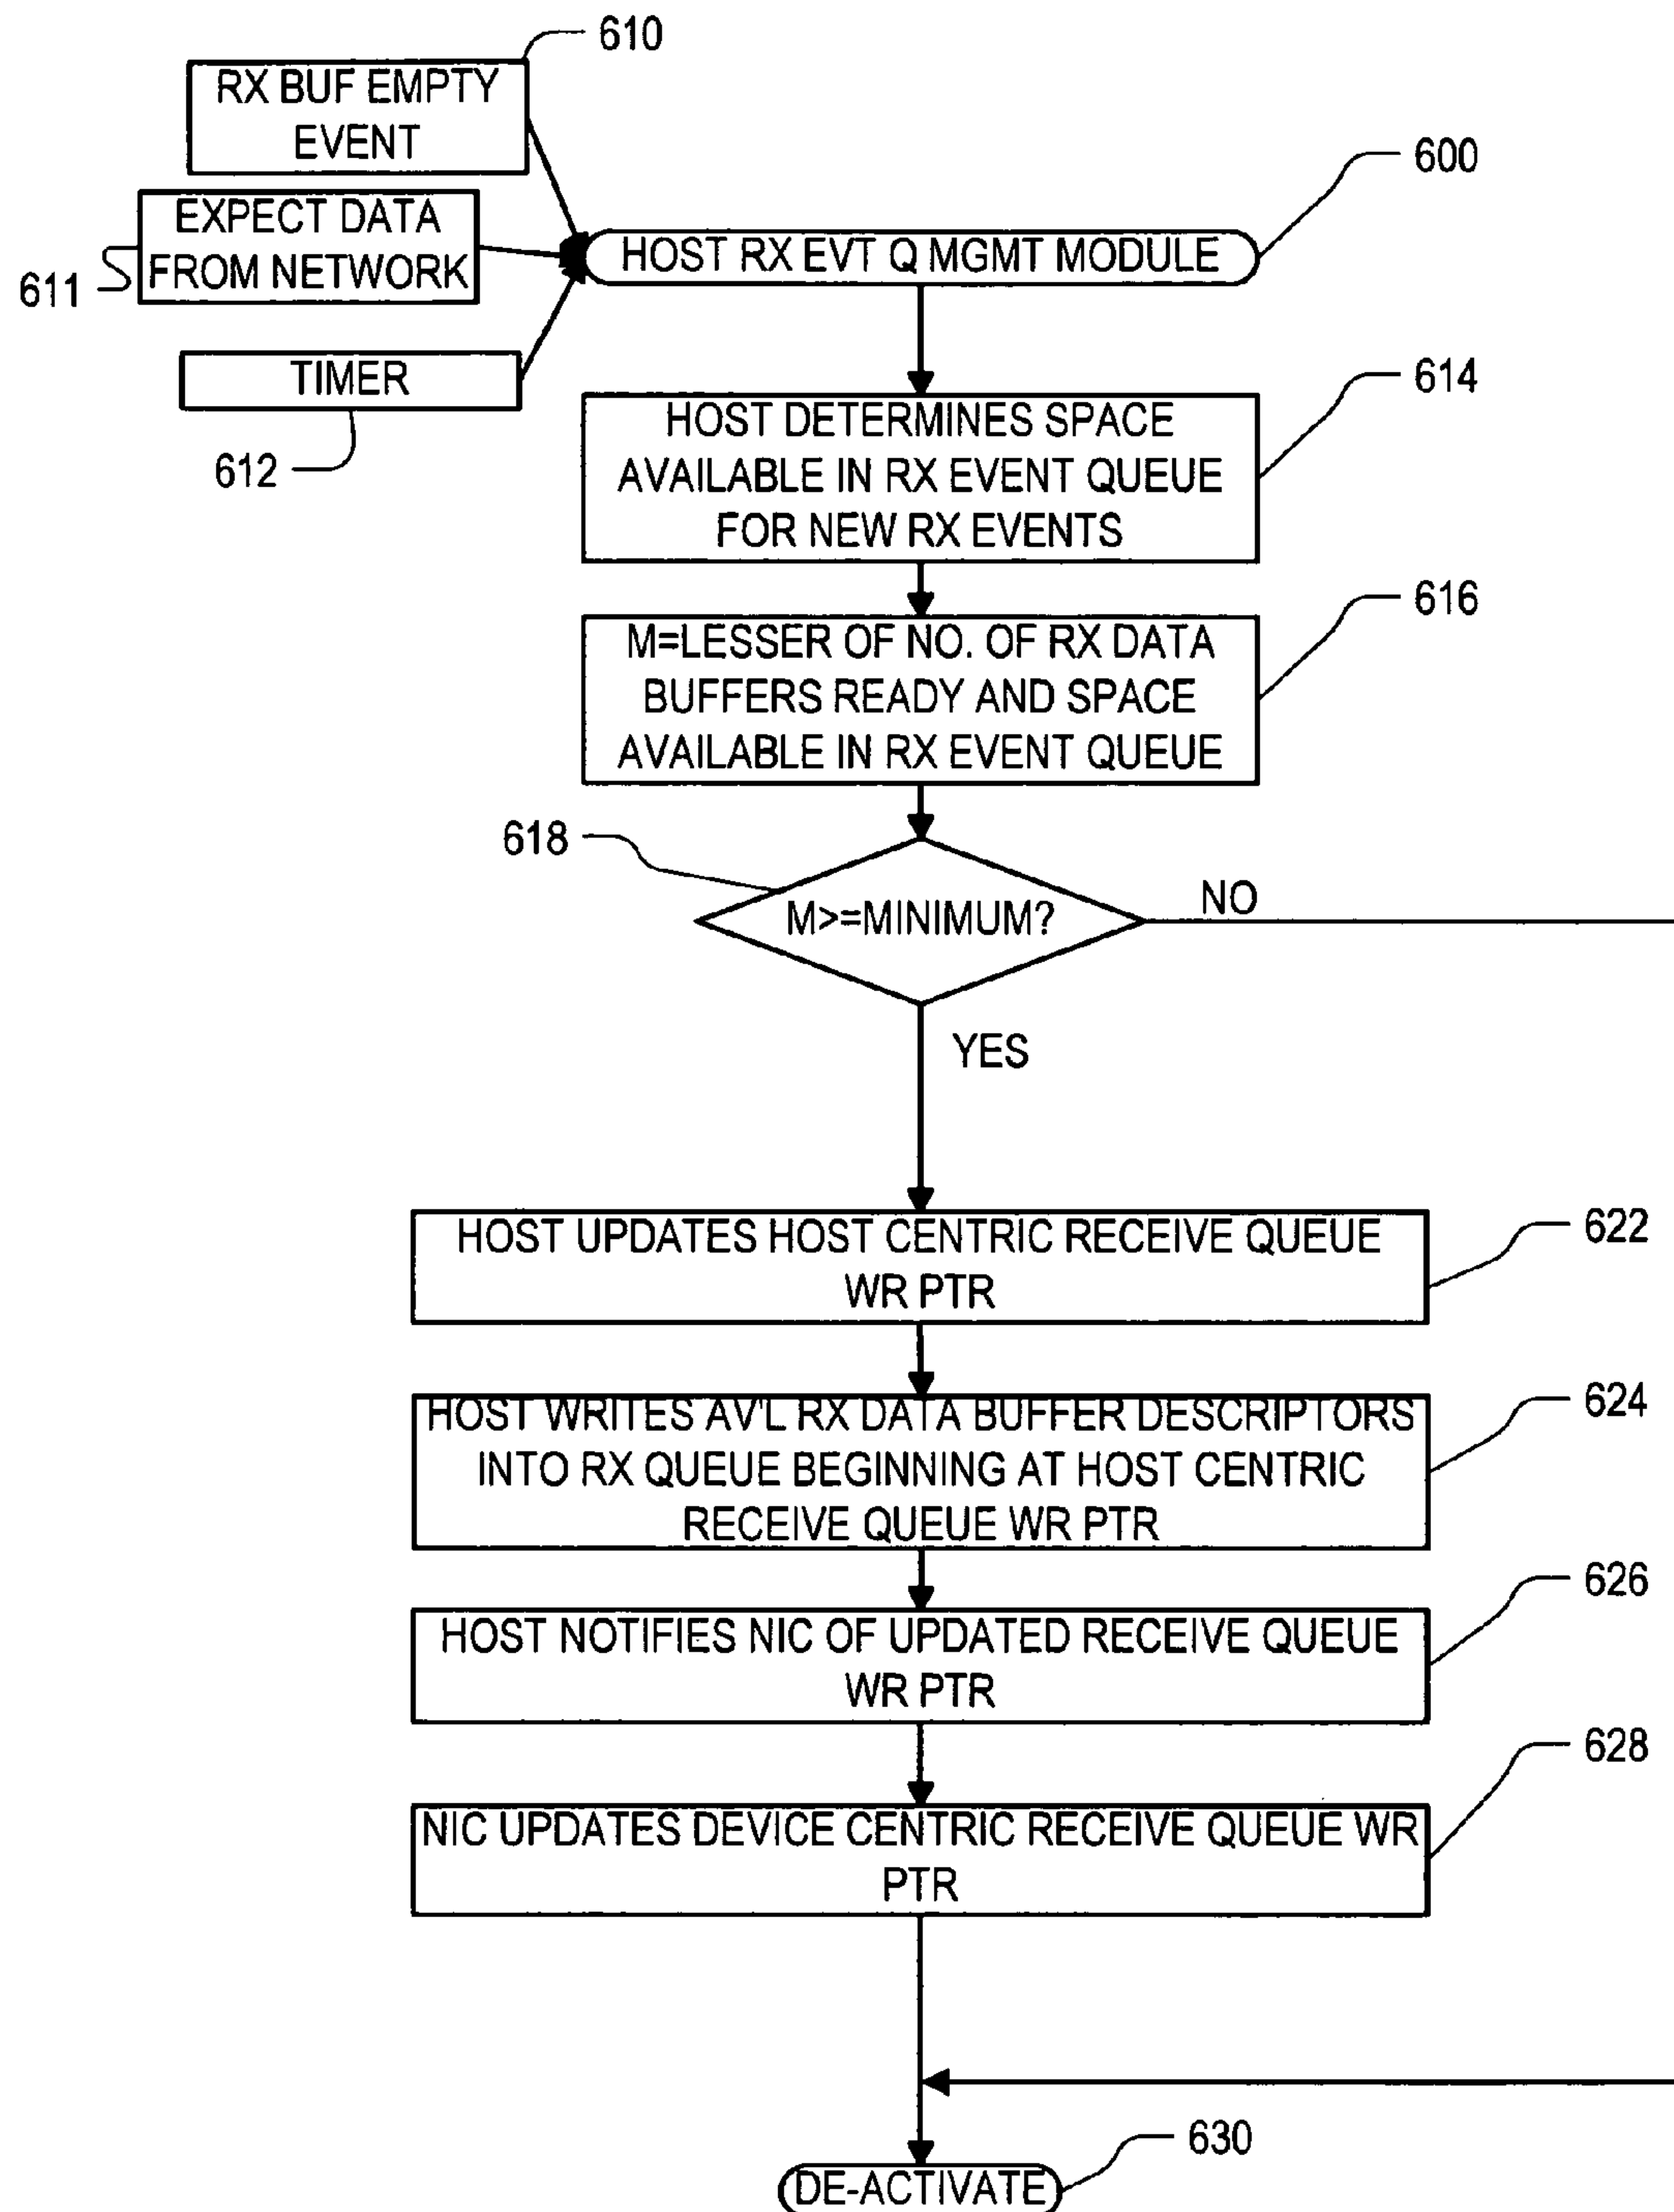 610
RX BUF EMPTY
EVENT
600
EXPECT DATA
FROM NETWORK
611
HOST RX EVT Q MGMT MODULE
TIMER
612
614
HOST DETERMINES SPACE
AVAILABLE IN RX EVENT QUEUE
FOR NEW RX EVENTS
616
M=LESSER OF NO. OF RX DATA
BUFFERS READY AND SPACE
AVAILABLE IN RX EVENT QUEUE
618
M>=MINIMUM?
NO
YES
622
HOST UPDATES HOST CENTRIC RECEIVE QUEUE
WR PTR
624
HOST WRITES AV'L RX DATA BUFFER DESCRIPTORS
INTO RX QUEUE BEGINNING AT HOST CENTRIC
RECEIVE QUEUE WR PTR
626
HOST NOTIFIES NIC OF UPDATED RECEIVE QUEUE
WR PTR
628
NIC UPDATES DEVICE CENTRIC RECEIVE QUEUE WR
PTR
630
DE-ACTIVATE